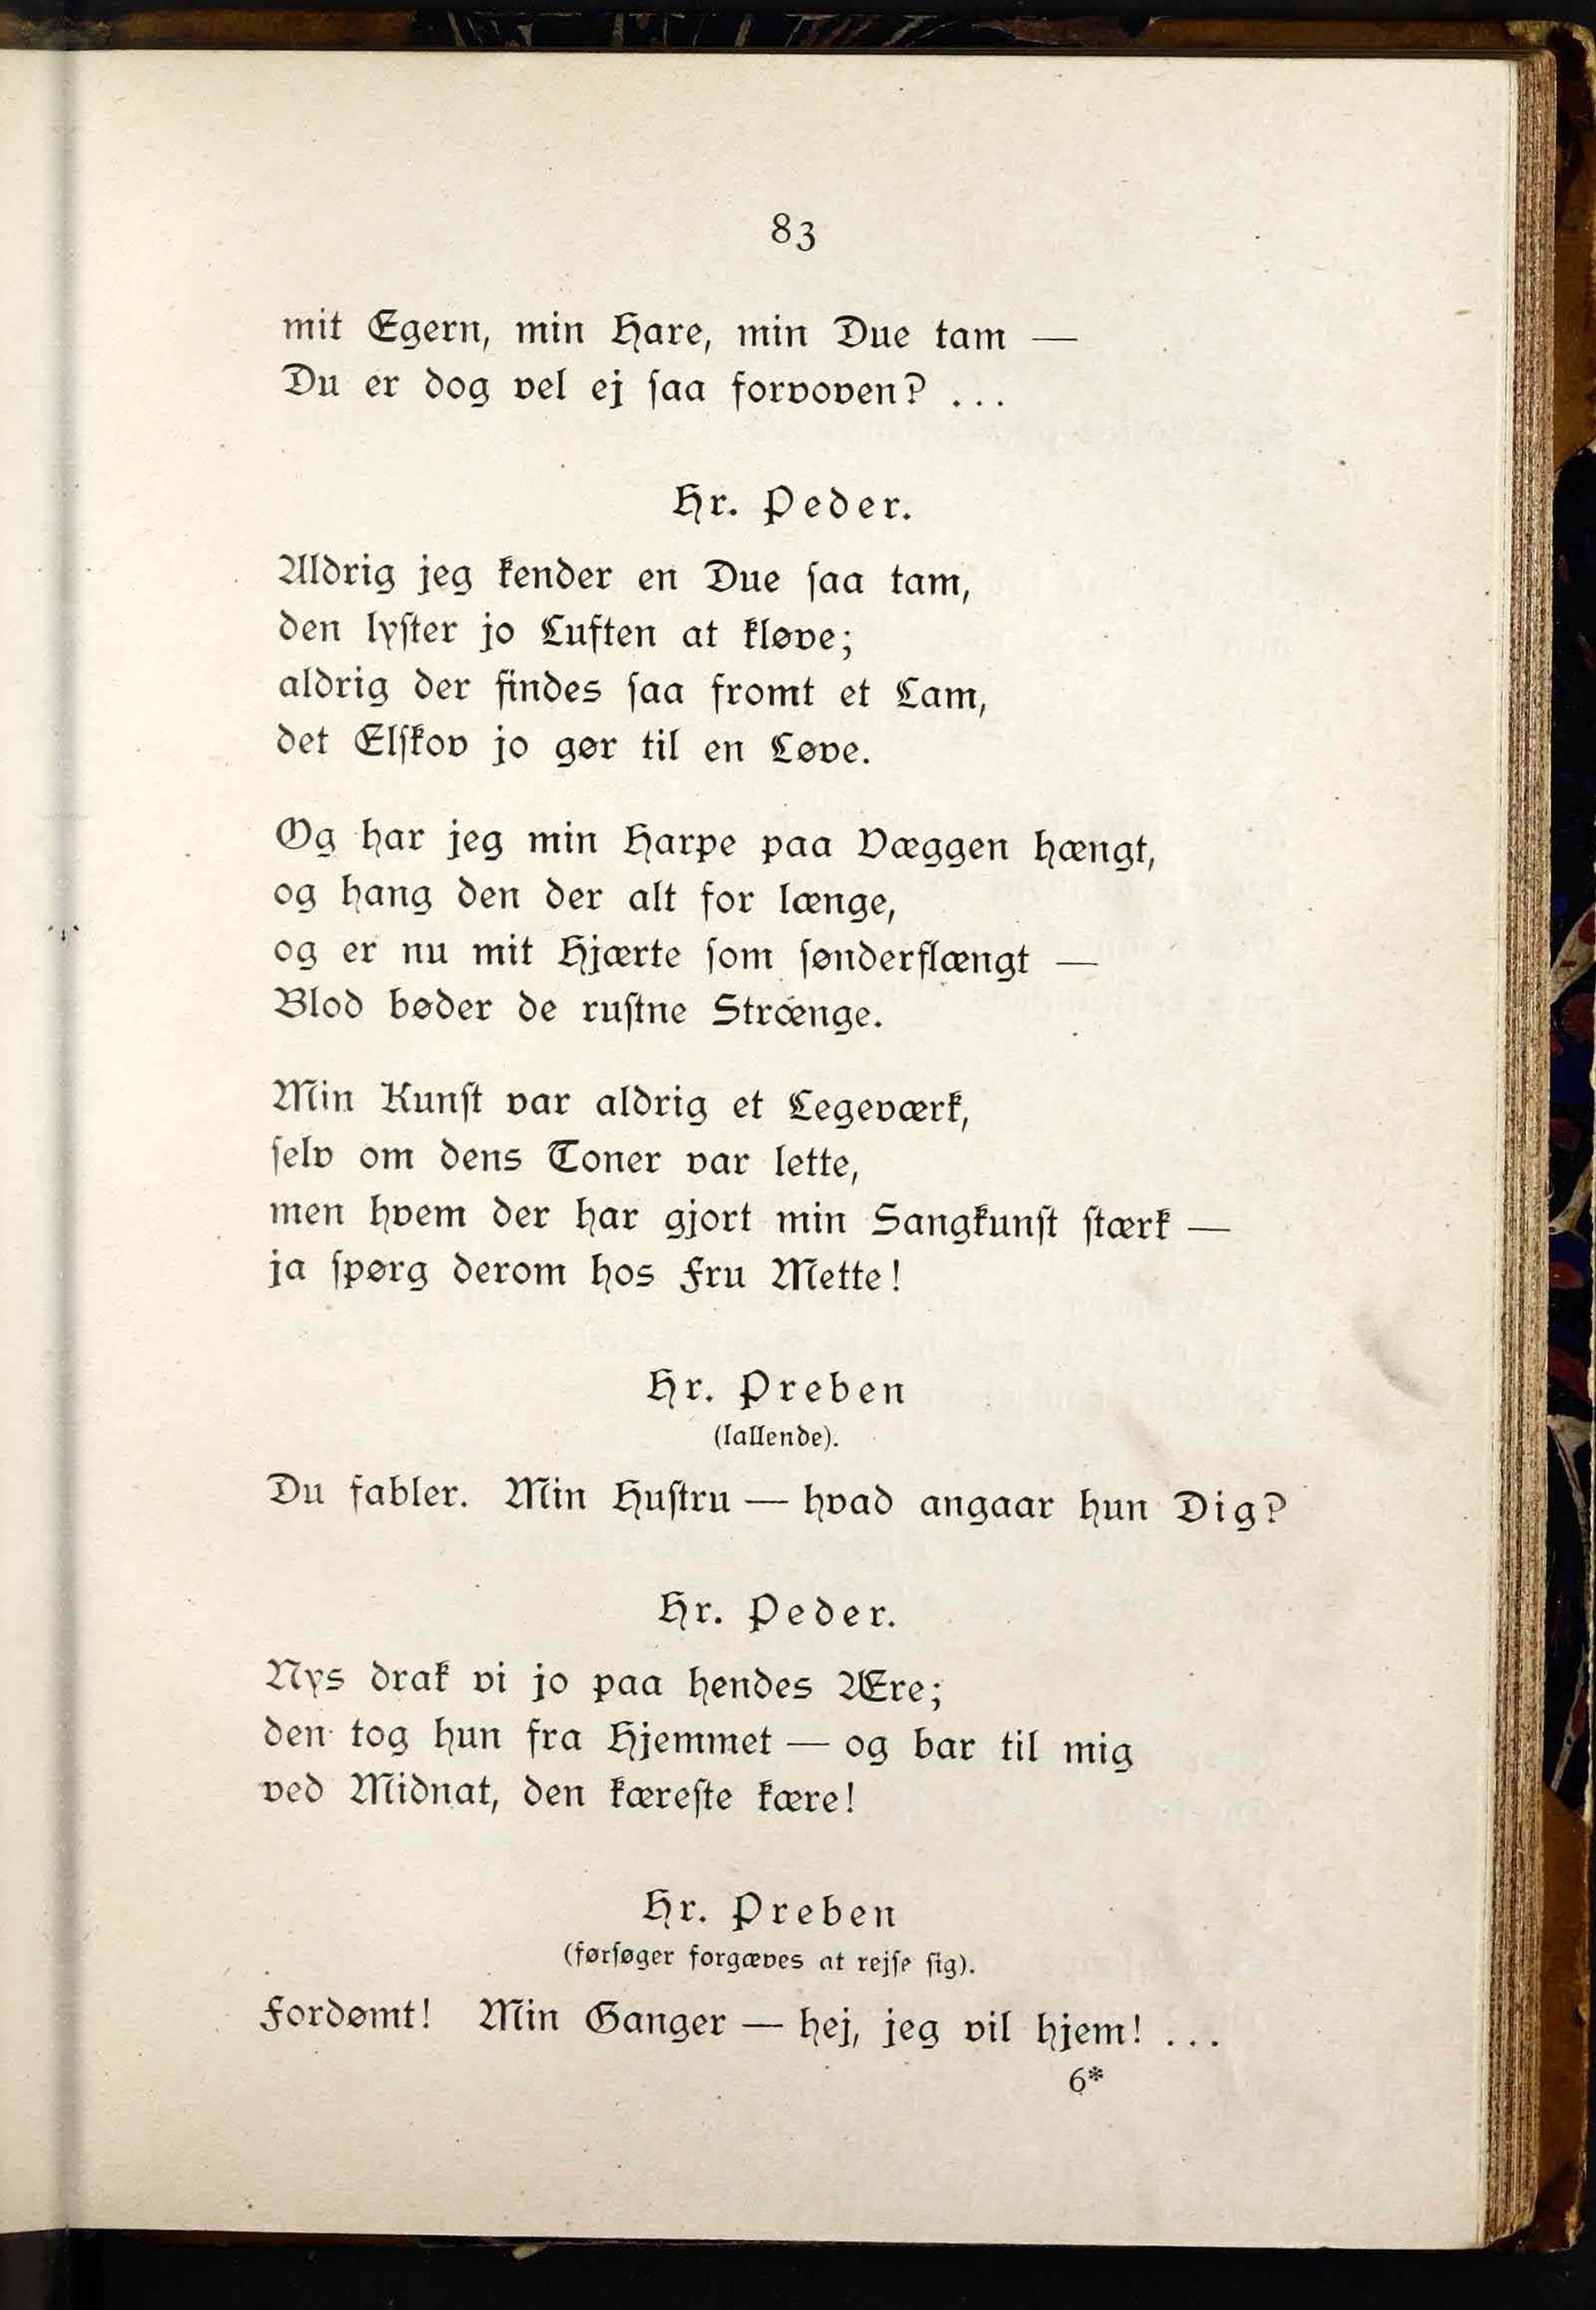 83
mit Egern, min Hare, min Due tam —
Du er dog vel ej saa forvoven? . . .
Hr. Peder.
Aldrig jeg kender en Due saa tam,
den lyster jo Luften at kløve;
aldrig der findes saa fromt et Lam,
det Elskov jo gør til en Løve.
Og har jeg min Harpe paa Væggen hængt,
og hang den der alt for længe,
og er nu mit Hjærte som sønderflængt —
Blod bøder de rustne Strænge.
Min Kunst var aldrig et Legeværk,
selv om dens Toner var lette,
men hvem der har gjort min Sangkunst stærk —
ja spørg derom hos Fru Mette!
Hr. Preben
(lallende).
Du fabler. Min Hustru — hvad angaar hun Dig?
Hr. Peder.
Nys drak vi jo paa hendes Ære;
den tog hun fra Hjemmet — og bar til mig
ved Midnat, den kæreste kære!
Hr. Preben
(førsøger forgæves at rejse sig).
Fordømt! Min Ganger — hej, jeg vil hjem! . . .
6*